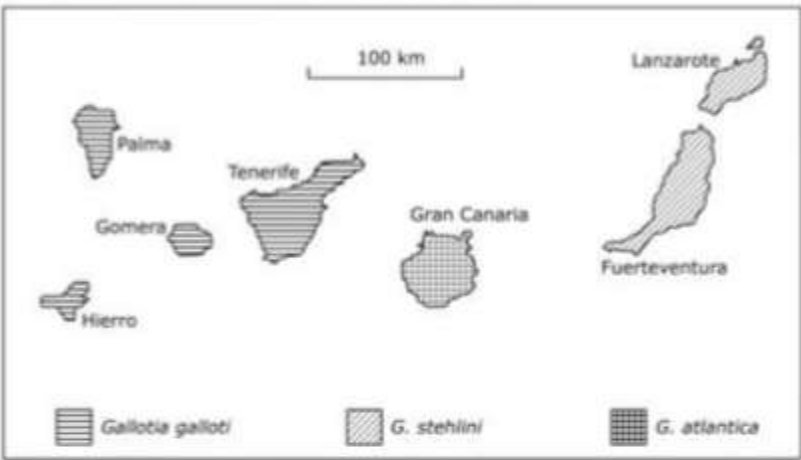 100 km
Lanzarote
Palma
Tenerife
Gomera
Gran Canaria
Fuerteventura
Hierro
Gallotia galloti
G. stehlini
G. atlantica